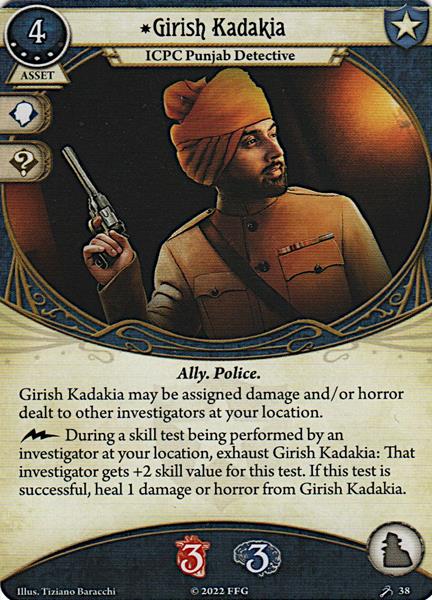 4
*Girish Kadakia
ICPC Punjab Detective
ASSET
?
Ally. Police.
Girish Kadakia may be assigned damage and/or horror
dealt to other investigators at your location.
During a skill test being performed by an
investigator at your location, exhaust Girish Kadakia: That
investigator gets +2 skill value for this test. If this test is
successful, heal 1 damage or horror from Girish Kadakia.
3 3
Illus. Tiziano Baracchi © 2022 FFG 38